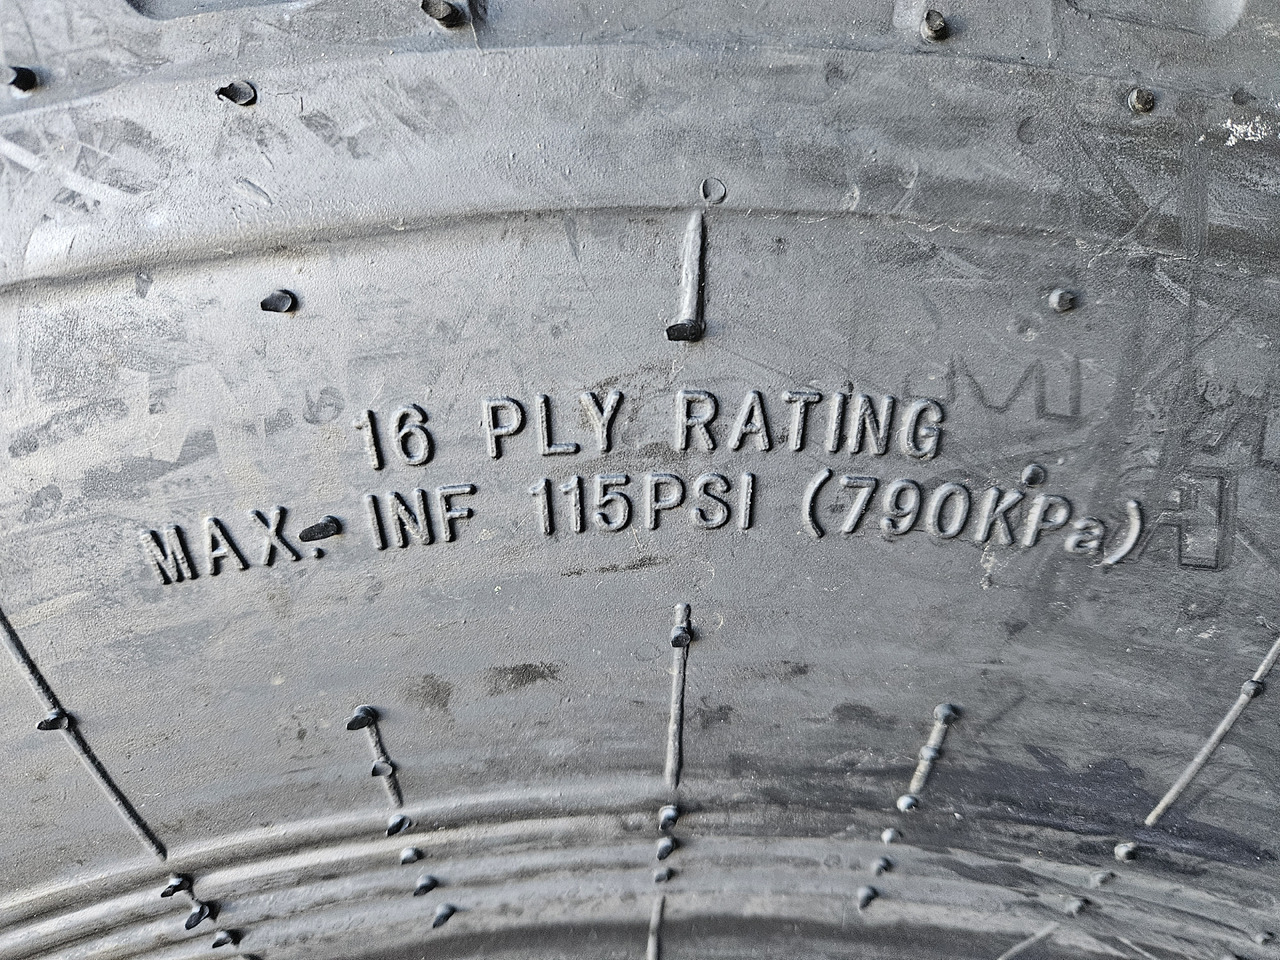 16 PLY RATING
MAX. INF 115PSI (790KPa)